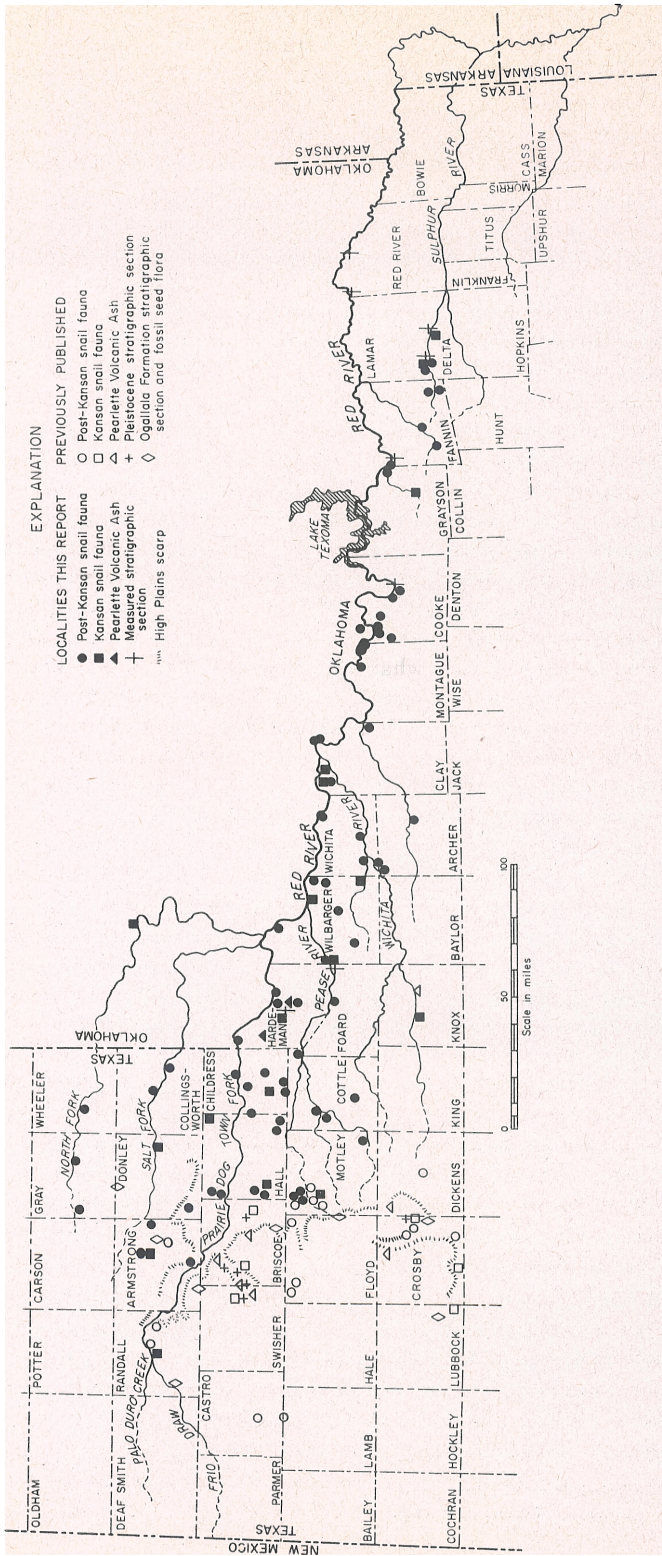 EXPLANATION
LOCALITIES THIS REPORT
Post-Kansan snail fauna
Kansan snail fauna
Pearlette Volcanic Ash
Measured stratigraphic
section
High Plains scarp
PREVIOUSLY PUBLISHED
Post-Kansan snail fauna
Kansan snail fauna
Pearlette Volcanic Ash
Pleistocene stratigraphic section
Ogallala Formation stratigraphic
section and fossil seed flora
OLDHAM
POTTER
CARSON
GRAY
WHEELER
NORTH FORK
TEXAS
OKLAHOMA
DEAF SMITH
RANDALL
ARMSTRONG
DONLEY
SALT FORK
COLLINGS-
WORTH
PALO DURO CREEK
FRIO
DRAW
PRAIRIE DOG TOWN FORK
CHILDRESS
CASTRO
PARMER
SWISHER
BRISCOE
HALL
HARDE-
MAN
RED RIVER
PEASE
RIVER
WILBARGER
WICHITA
WICHITA
RIVER
MOTLEY
COTTLE
FOARD
NEW MEXICO
TEXAS
BAILEY
LAMB
HALE
FLOYD
CROSBY
COCHRAN
HOCKLEY
LUBBOCK
DICKENS
KING
KNOX
BAYLOR
ARCHER
CLAY
JACK
MONTAGUE
WISE
COOKE
DENTON
GRAYSON
COLLIN
OKLAHOMA
LAKE
TEXOMA
RED RIVER
LAMAR
FANNIN
HUNT
DELTA
HOPKINS
RED RIVER
FRANKLIN
SULPHUR
RIVER
TITUS
BOWIE
MORRIS
CASS
MARION
UPSHUR
OKLAHOMA
ARKANSAS
TEXAS
ARKANSAS
LOUISIANA
0
50
100
Scale in miles